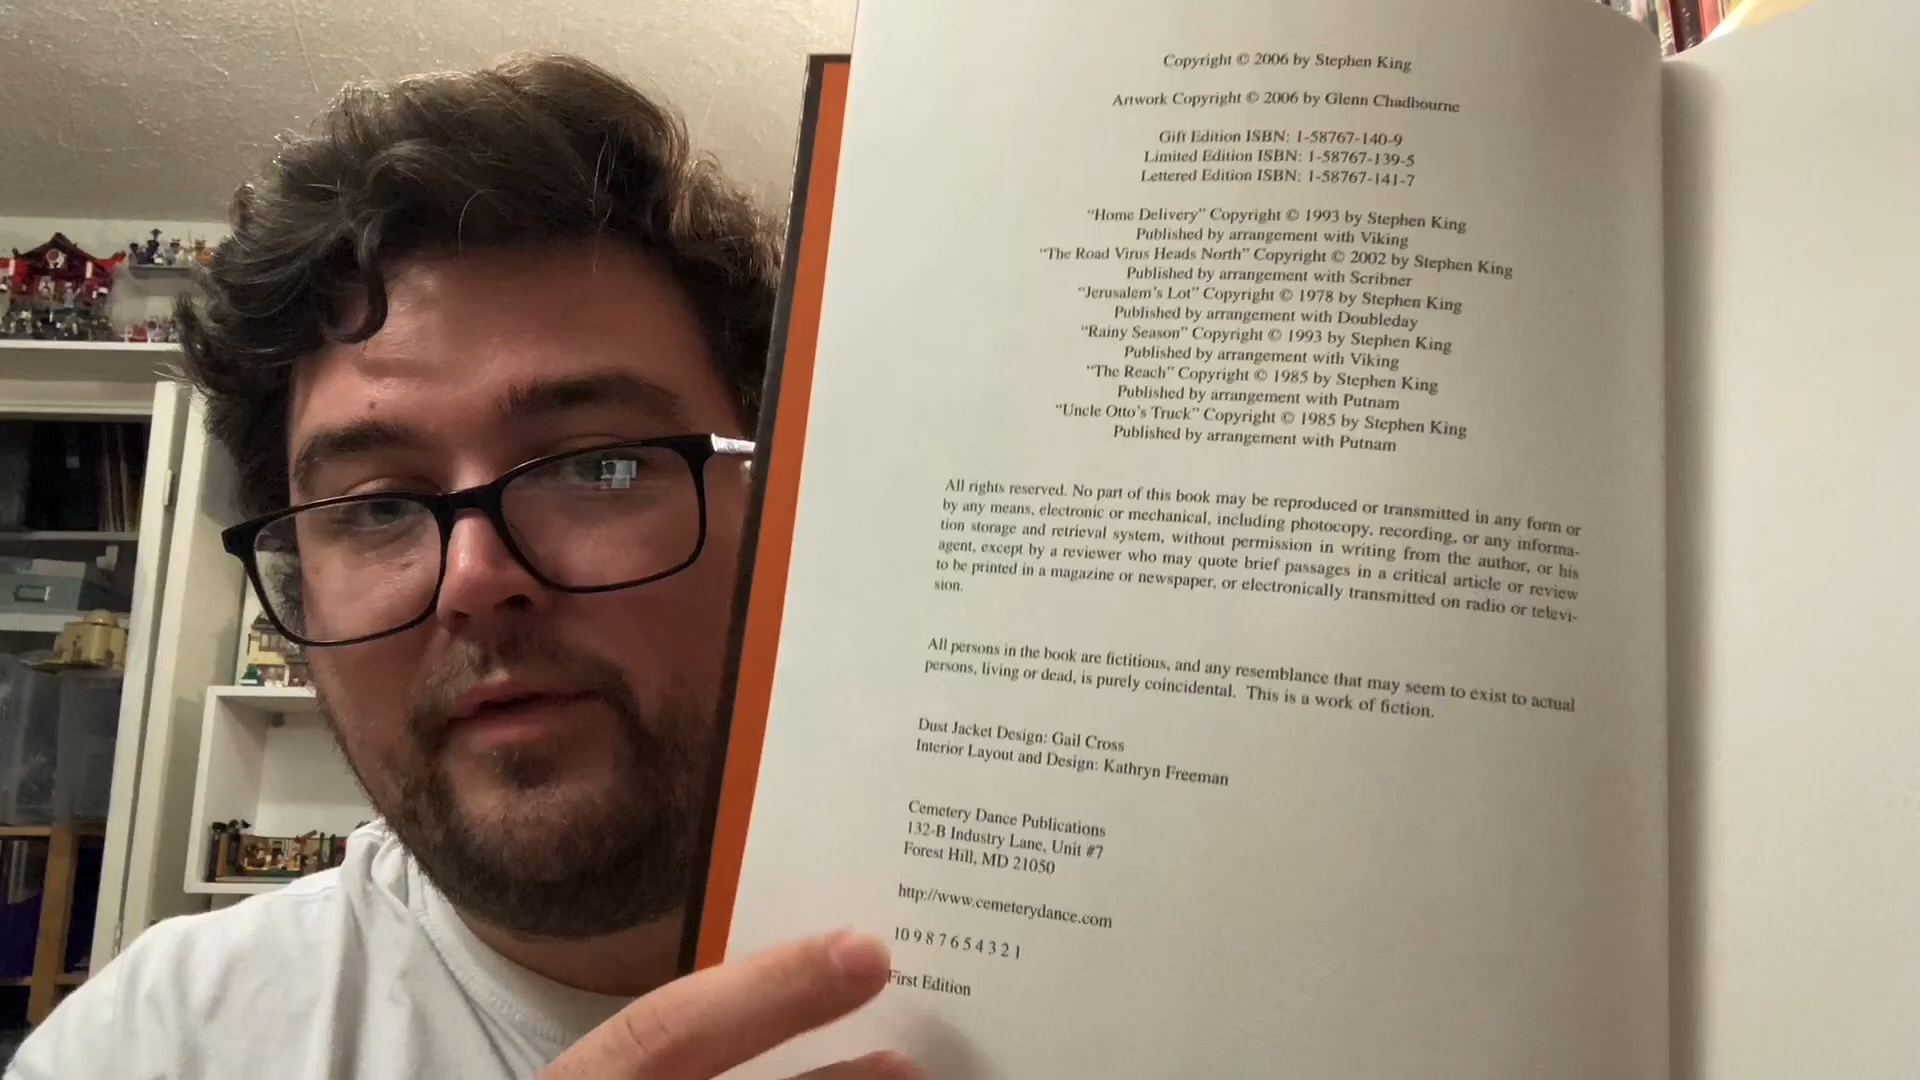 Copyright © 2006 by Stephen King
Artwork Copyright © 2006 by Glenn Chadbourne
Gift Edition ISBN: 1-58767-140-9
Limited Edition ISBN: 1-58767-139-5
Lettered Edition ISBN: 1-58767-141-7
“Home Delivery” Copyright © 1993 by Stephen King
Published by arrangement with Viking
“The Road Virus Heads North” Copyright © 2002 by Stephen King
Published by arrangement with Scribner
“Jerusalem’s Lot” Copyright © 1978 by Stephen King
Published by arrangement with Doubleday
“Rainy Season” Copyright © 1993 by Stephen King
Published by arrangement with Viking
“The Reach” Copyright © 1985 by Stephen King
Published by arrangement with Putnam
“Uncle Otto’s Truck” Copyright © 1985 by Stephen King
Published by arrangement with Putnam
All rights reserved. No part of this book may be reproduced or transmitted in any form or
by any means, electronic or mechanical, including photocopy, recording, or any informa-
tion storage and retrieval system, without permission in writing from the author, or his
agent, except by a reviewer who may quote brief passages in a critical article or review
to be printed in a magazine or newspaper, or electronically transmitted on radio or televi-
sion.
All persons in the book are fictitious, and any resemblance that may seem to exist to actual
persons, living or dead, is purely coincidental. This is a work of fiction.
Dust Jacket Design: Gail Cross
Interior Layout and Design: Kathryn Freeman
Cemetery Dance Publications
132-B Industry Lane, Unit #7
Forest Hill, MD 21050
http://www.cemeterydance.com
10 9 8 7 6 5 4 3 2 1
First Edition